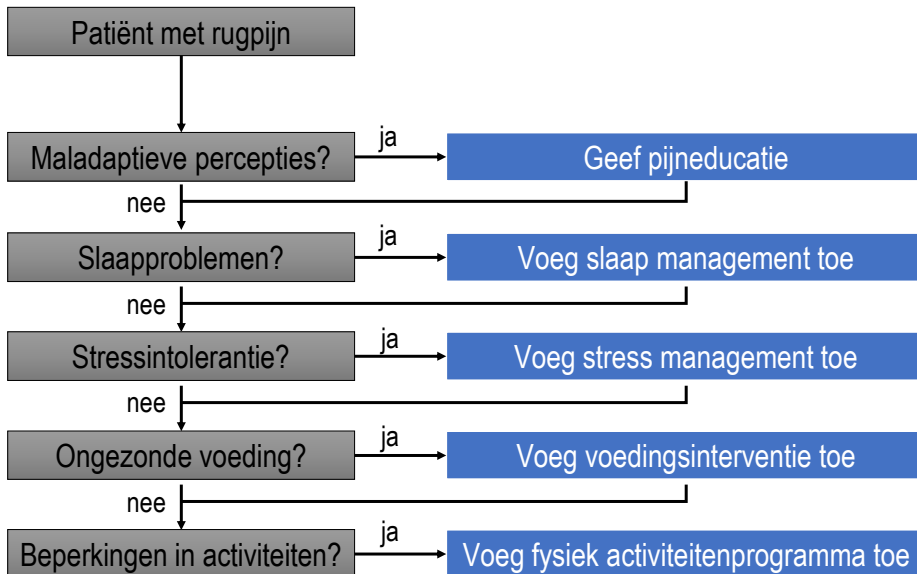 Patiënt met rugpijn
Maladaptieve percepties?
ja
Geef pijneducatie
nee
Slaapproblemen?
ja
Voeg slaap management toe
nee
Stressintolerantie?
ja
Voeg stress management toe
nee
Ongezonde voeding?
ja
Voeg voedingsinterventie toe
nee
Beperkingen in activiteiten?
ja
Voeg fysiek activiteitenprogramma toe